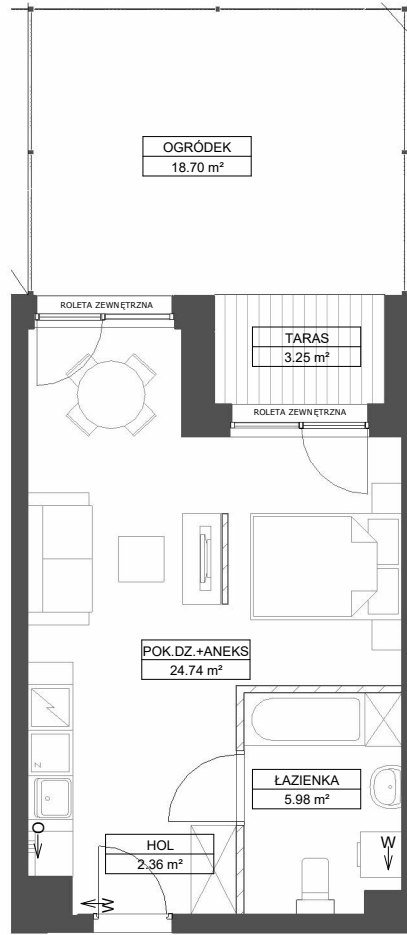 OGRÓDEK
18.70 m²
ROLETA ZEWNĘTRZNA
TARAS
3.25 m²
ROLETA ZEWNĘTRZNA
POK.DZ.+ANEKS
24.74 m²
Z
ŁAZIENKA
5.98 m²
O
HOL
2.36 m²
W
W